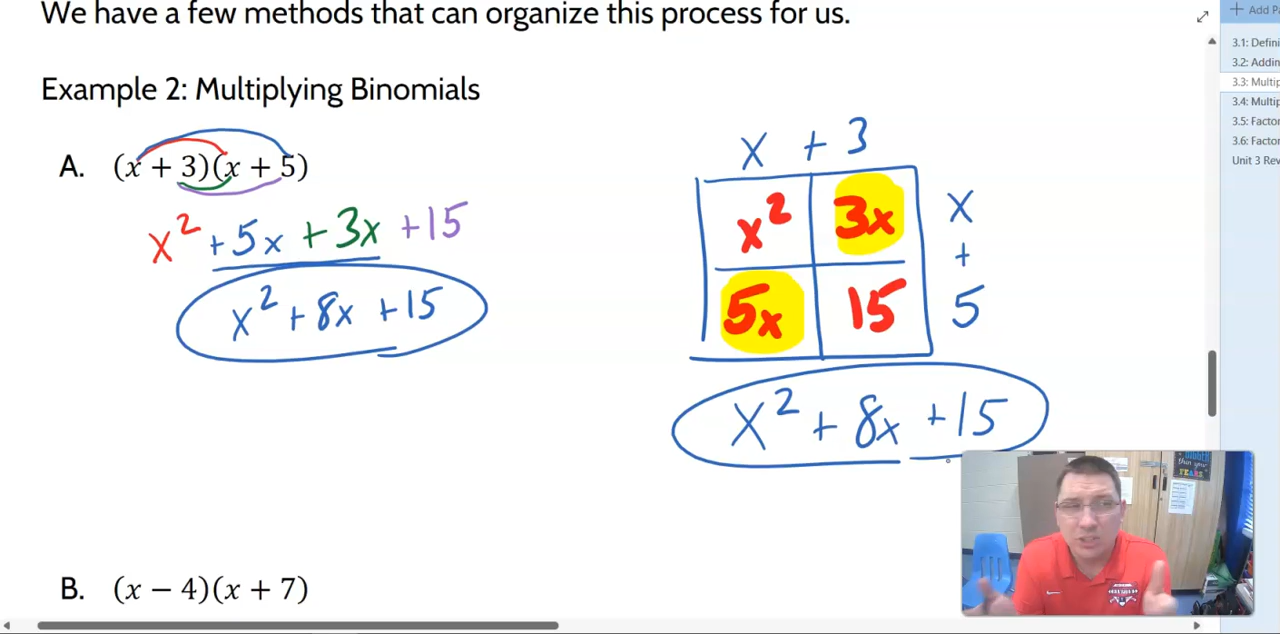 We have a few methods that can organize this process for us.
Example 2: Multiplying Binomials
A. (x + 3)(x + 5)
x² +5x +3x +15
x² +8x +15
x + 3
x² 3x x
+
5x 15 5
x² + 8x +15
B. (x − 4)(x + 7)
+ Add Pa
3.1: Defini
3.2: Addin
3.3: Multip
3.4: Multip
3.5: Factor
3.6: Factor
Unit 3 Rev
than your